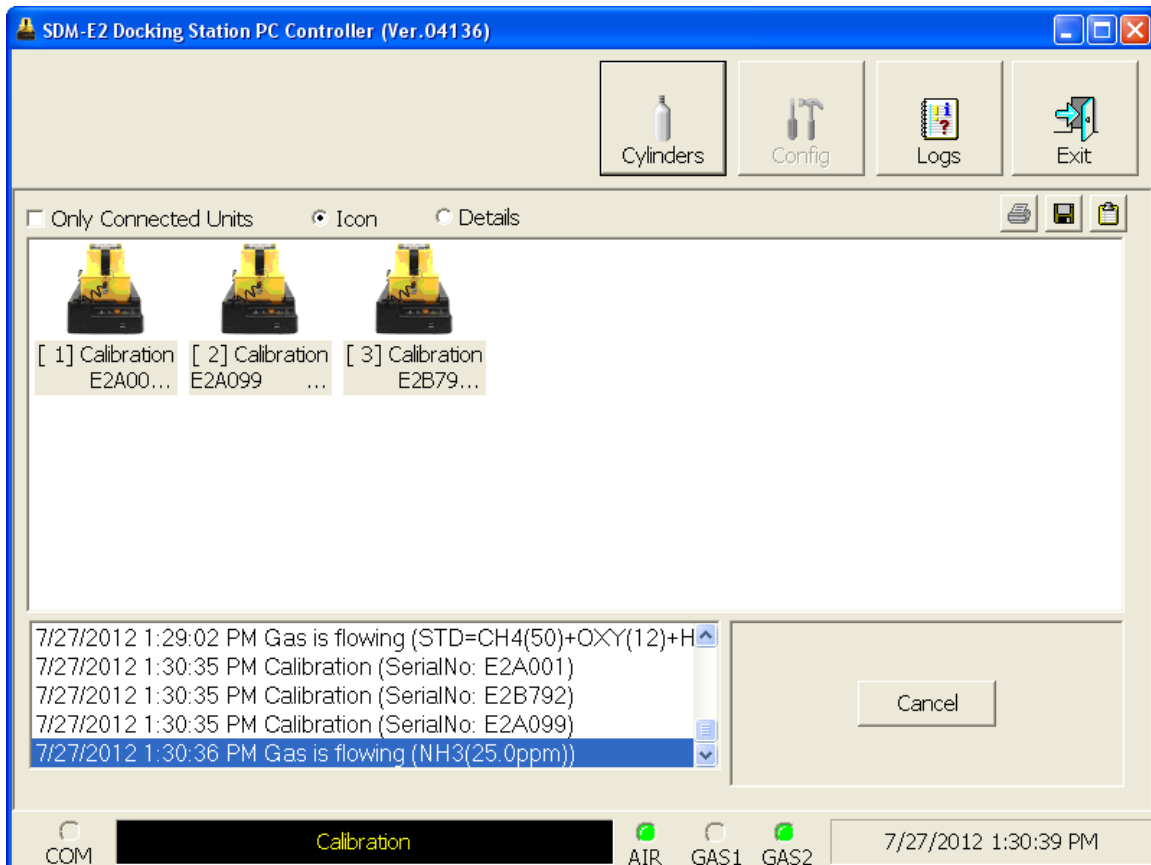 SDM-E2 Docking Station PC Controller (Ver.04136)
Cylinders
Config
Logs
Exit
Only Connected Units
Icon
Details
[ 1] Calibration
E2A00...
[ 2] Calibration
E2A099 ...
[ 3] Calibration
E2B79...
7/27/2012 1:29:02 PM Gas is flowing (STD=CH4(50)+OXY(12)+H
7/27/2012 1:30:35 PM Calibration (SerialNo: E2A001)
7/27/2012 1:30:35 PM Calibration (SerialNo: E2B792)
7/27/2012 1:30:35 PM Calibration (SerialNo: E2A099)
7/27/2012 1:30:36 PM Gas is flowing (NH3(25.0ppm))
Cancel
COM
Calibration
AIR
GAS1
GAS2
7/27/2012 1:30:39 PM